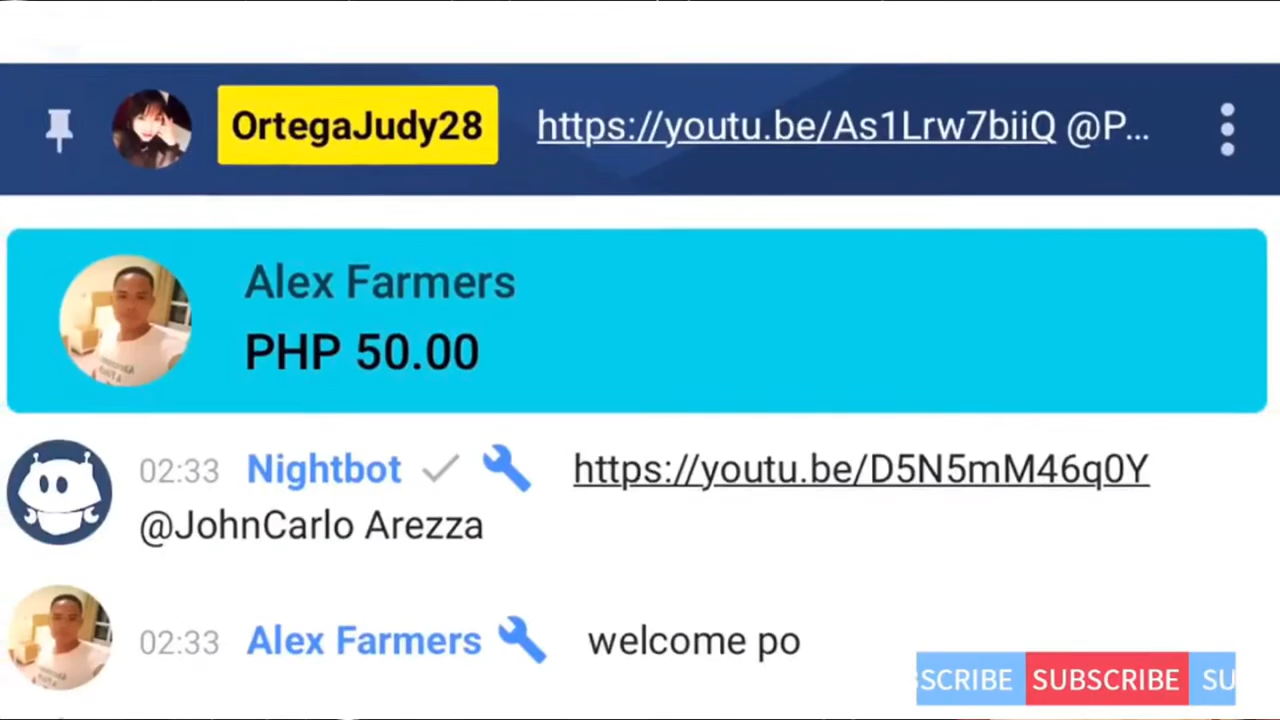 OrtegaJudy28 https://youtu.be/As1Lrw7biiQ @P...
Alex Farmers
PHP 50.00
02:33 Nightbot https://youtu.be/D5N5mM46q0Y
@JohnCarlo Arezza
02:33 Alex Farmers welcome po
SCRIBE SUBSCRIBE SU